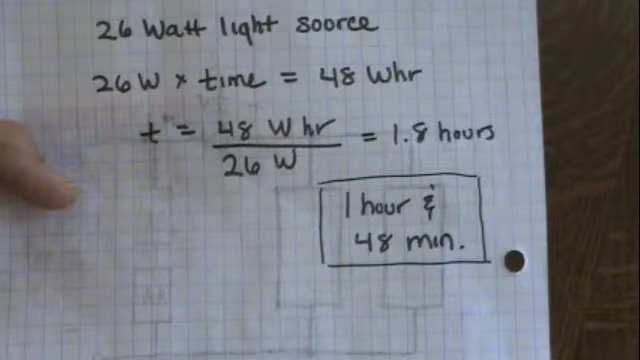 26 Watt light soorce
26 W × time = 48 Whr
t = 48 W hr / 26 W = 1.8 hours
1 hour &
48 min.